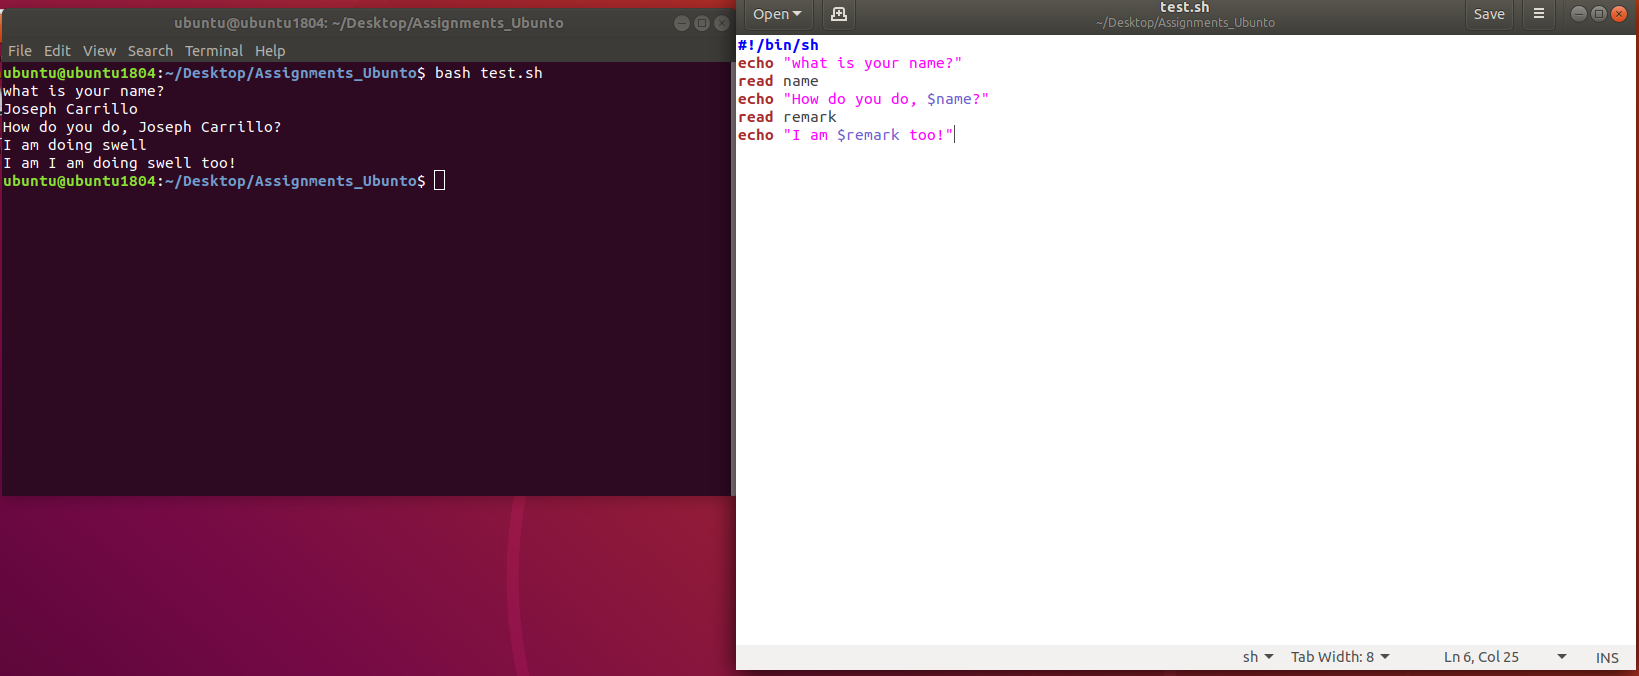 ubuntu@ubuntu1804: ~/Desktop/Assignments_Ubunto
File Edit View Search Terminal Help
ubuntu@ubuntu1804:~/Desktop/Assignments_Ubunto$ bash test.sh
what is your name?
Joseph Carrillo
How do you do, Joseph Carrillo?
I am doing swell
I am I am doing swell too!
ubuntu@ubuntu1804:~/Desktop/Assignments_Ubunto$
Open
test.sh
~/Desktop/Assignments_Ubunto
Save
#!/bin/sh
echo "what is your name?"
read name
echo "How do you do, $name?"
read remark
echo "I am $remark too!"
sh Tab Width: 8 Ln 6, Col 25 INS